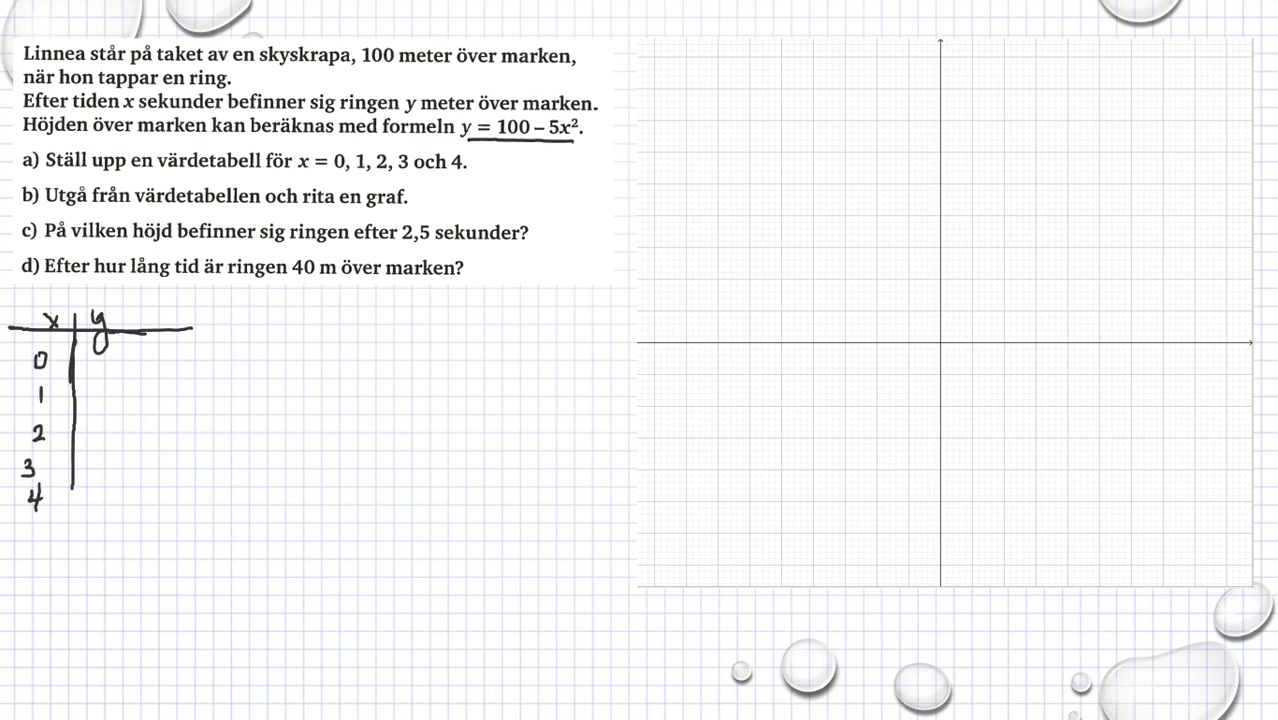 Linnea står på taket av en skyskrapa, 100 meter över marken,
när hon tappar en ring.
Efter tiden x sekunder befinner sig ringen y meter över marken.
Höjden över marken kan beräknas med formeln y = 100 – 5x².
a) Ställ upp en värdetabell för x = 0, 1, 2, 3 och 4.
b) Utgå från värdetabellen och rita en graf.
c) På vilken höjd befinner sig ringen efter 2,5 sekunder?
d) Efter hur lång tid är ringen 40 m över marken?
x y
0
1
2
3
4